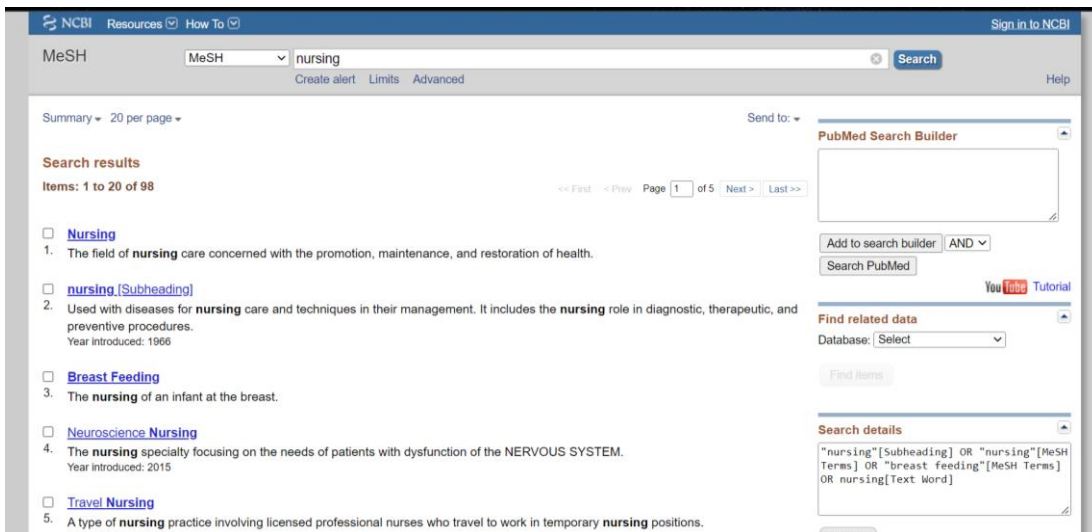 NCBI Resources How To Sign in to NCBI
MeSH MeSH nursing Search
Create alert Limits Advanced Help
Summary 20 per page Send to:
Search results
Items: 1 to 20 of 98
<< First < Prev Page 1 of 5 Next > Last >>
Nursing
1. The field of nursing care concerned with the promotion, maintenance, and restoration of health.
nursing [Subheading]
2. Used with diseases for nursing care and techniques in their management. It includes the nursing role in diagnostic, therapeutic, and
preventive procedures.
Year introduced: 1966
Breast Feeding
3. The nursing of an infant at the breast.
Neuroscience Nursing
4. The nursing specialty focusing on the needs of patients with dysfunction of the NERVOUS SYSTEM.
Year introduced: 2015
Travel Nursing
5. A type of nursing practice involving licensed professional nurses who travel to work in temporary nursing positions.
PubMed Search Builder
Add to search builder AND
Search PubMed
YouTube Tutorial
Find related data
Database: Select
Find items
Search details
"nursing"[Subheading] OR "nursing"[MeSH
Terms] OR "breast feeding"[MeSH Terms]
OR nursing[Text Word]